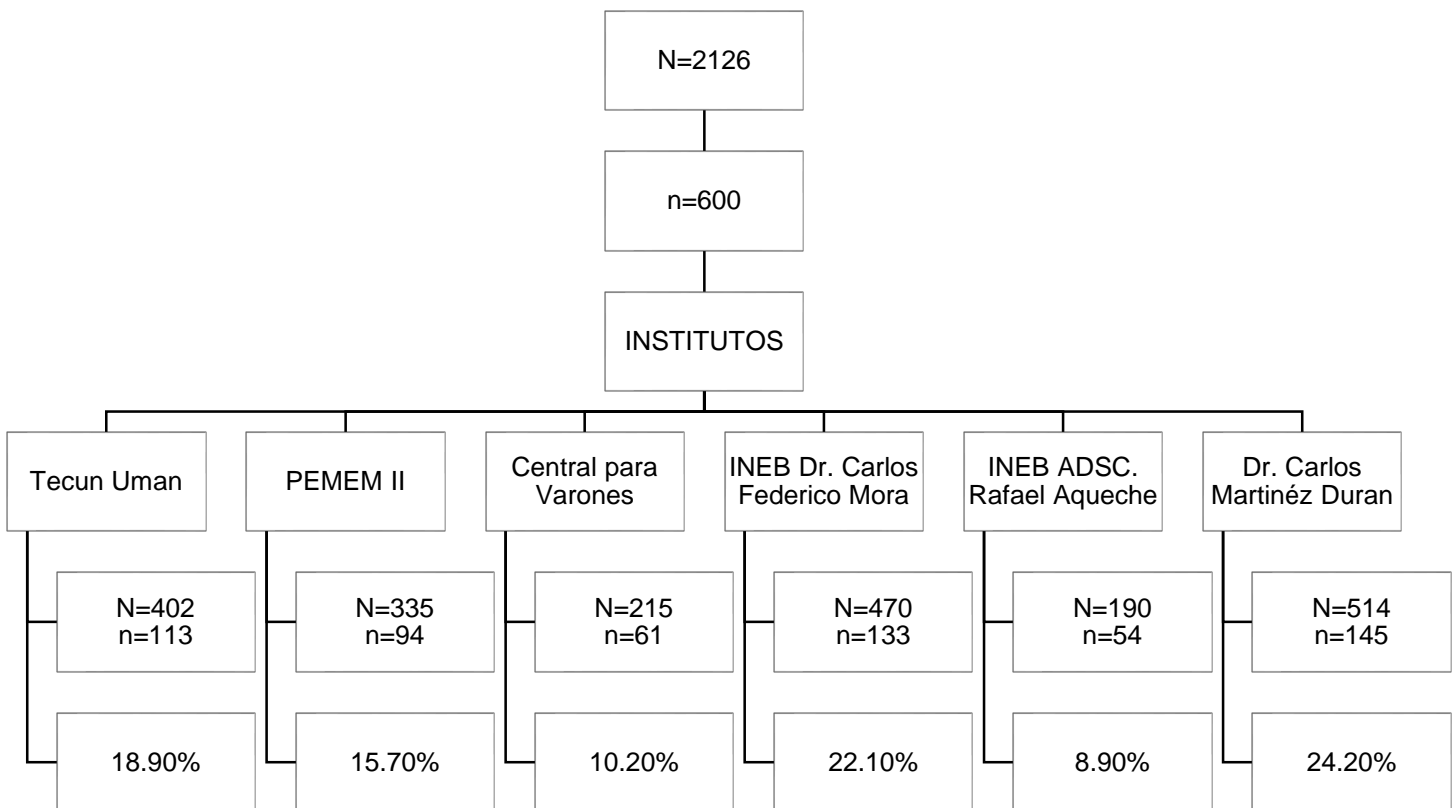 N=2126
n=600
INSTITUTOS
Tecun Uman
PEMEM II
Central para
Varones
INEB Dr. Carlos
Federico Mora
INEB ADSC.
Rafael Aqueche
Dr. Carlos
Martinéz Duran
N=402
n=113
N=335
n=94
N=215
n=61
N=470
n=133
N=190
n=54
N=514
n=145
18.90%
15.70%
10.20%
22.10%
8.90%
24.20%